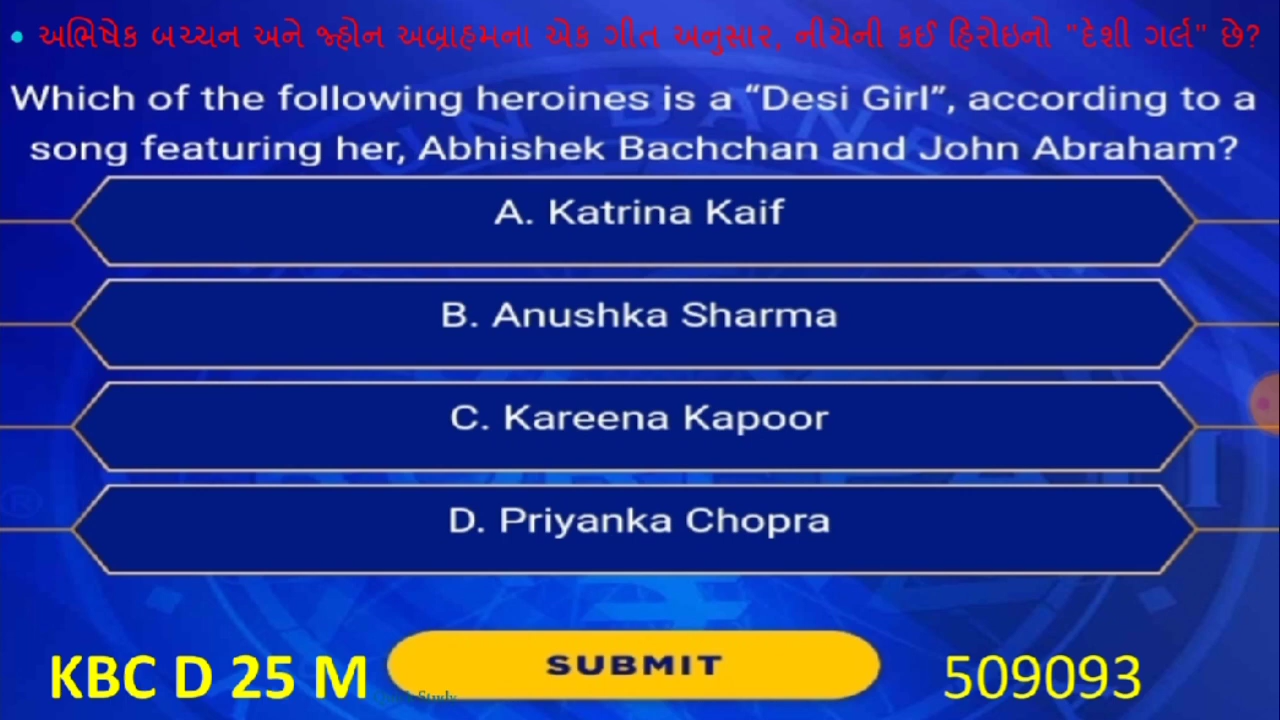 • અભિષેક બચ્ચન અને જ્હોન અબ્રાહમના એક ગીત અનુસાર, નીચેની કઈ હિરોઇનો "દેશી ગર્લ" છે?
Which of the following heroines is a “Desi Girl”, according to a
song featuring her, Abhishek Bachchan and John Abraham?
A. Katrina Kaif
B. Anushka Sharma
C. Kareena Kapoor
D. Priyanka Chopra
SUBMIT
KBC D 25 M
Study
509093